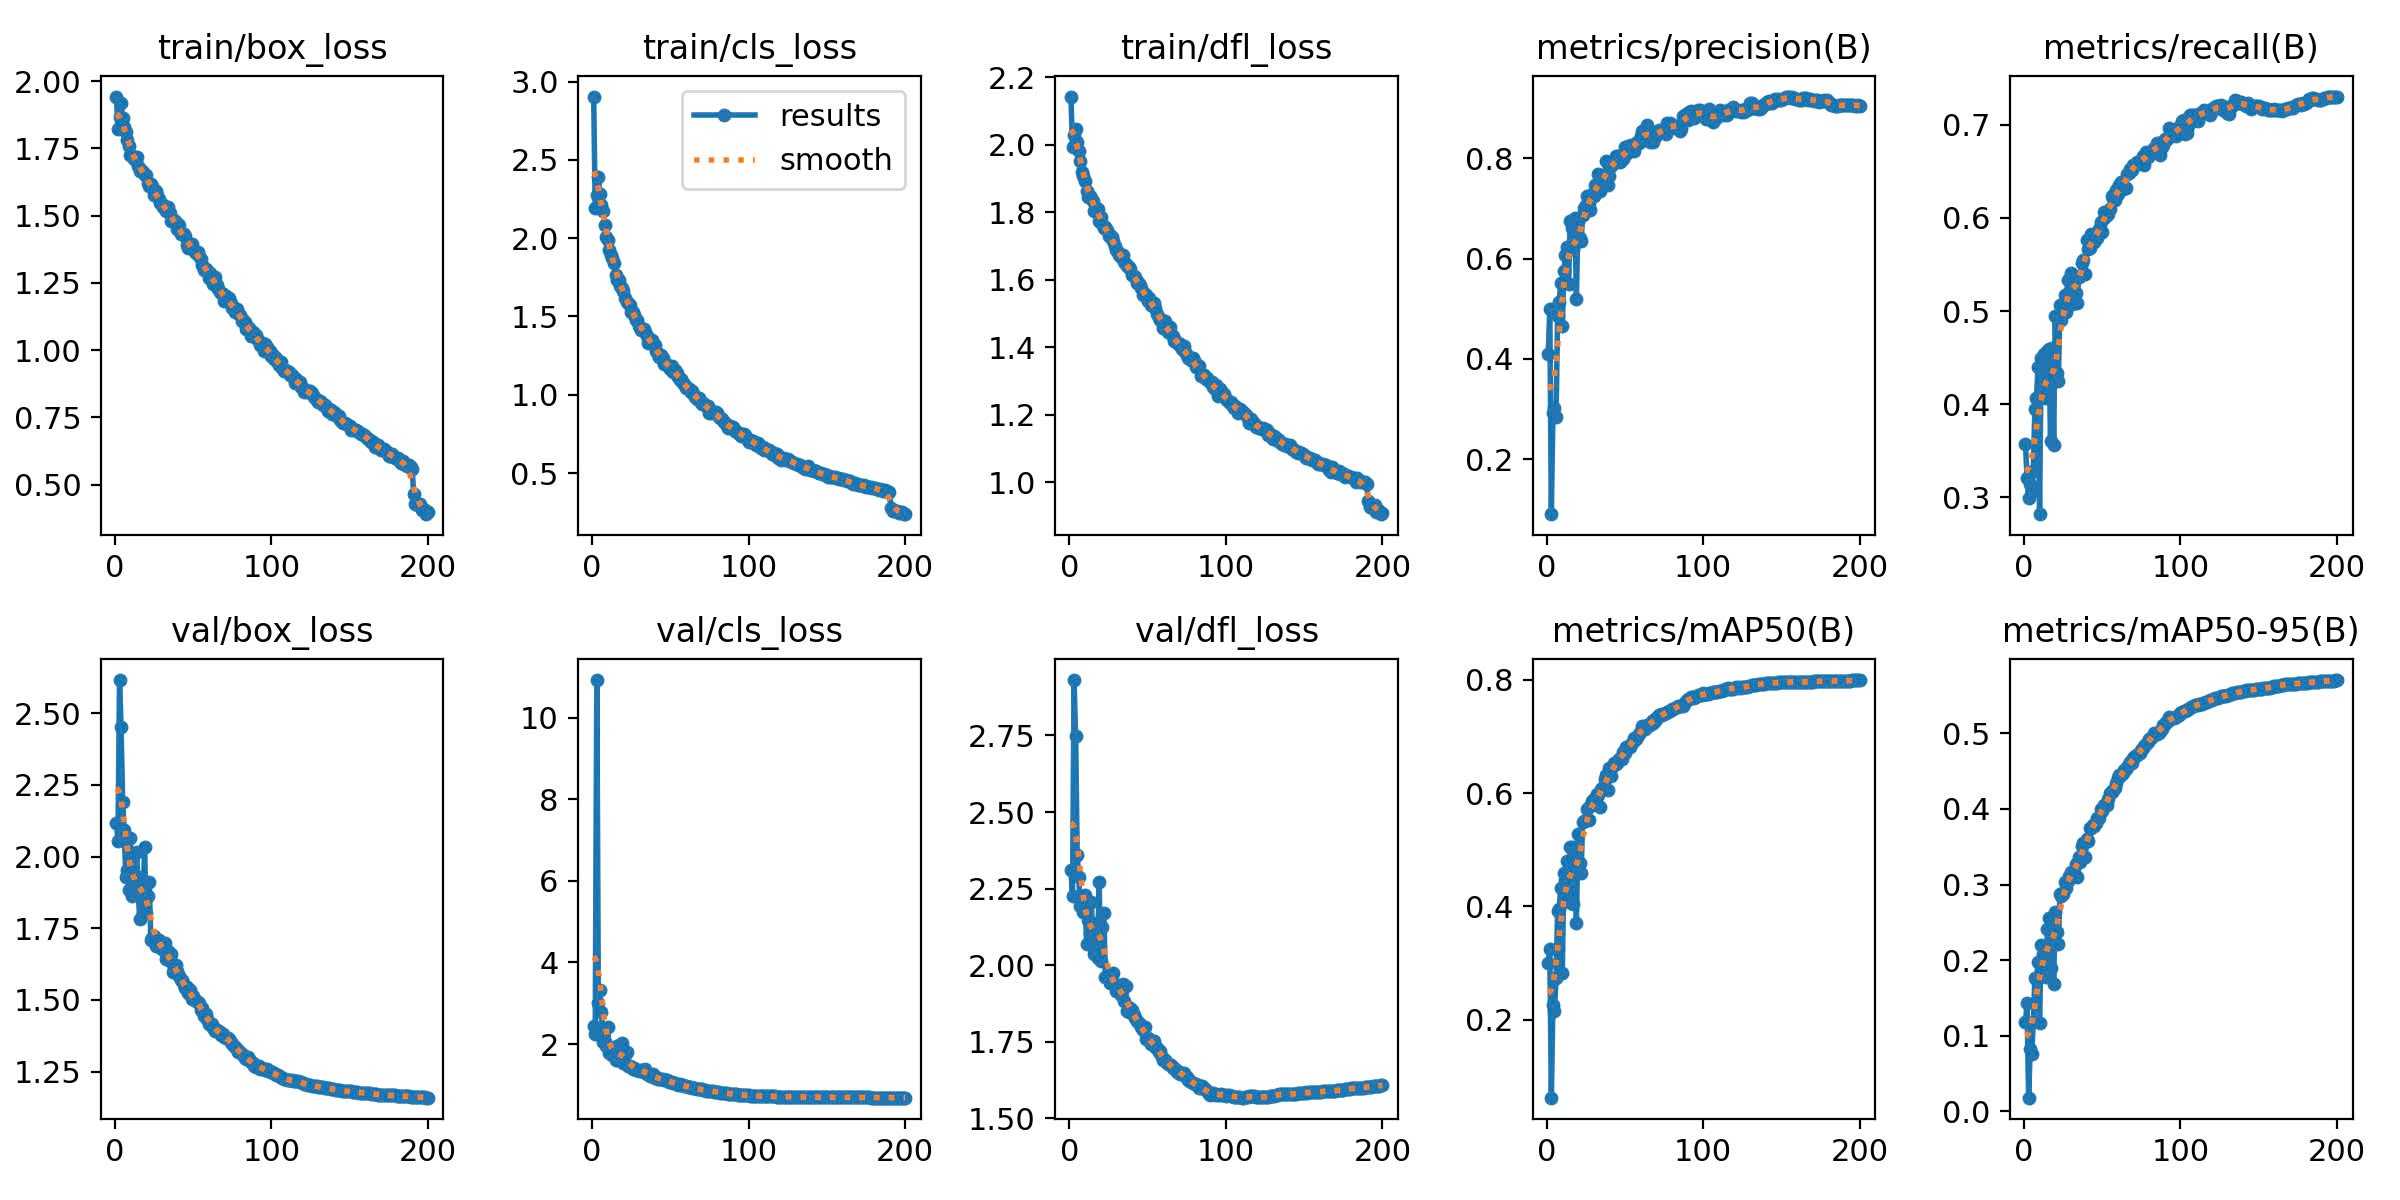 train/box_loss
2.00
1.75
1.50
1.25
1.00
0.75
0.50
0 100 200
train/cls_loss
results
smooth
3.0
2.5
2.0
1.5
1.0
0.5
0 100 200
train/dfl_loss
2.2
2.0
1.8
1.6
1.4
1.2
1.0
0 100 200
metrics/precision(B)
0.8
0.6
0.4
0.2
0 100 200
metrics/recall(B)
0.7
0.6
0.5
0.4
0.3
0 100 200
val/box_loss
2.50
2.25
2.00
1.75
1.50
1.25
0 100 200
val/cls_loss
10
8
6
4
2
0 100 200
val/dfl_loss
2.75
2.50
2.25
2.00
1.75
1.50
0 100 200
metrics/mAP50(B)
0.8
0.6
0.4
0.2
0 100 200
metrics/mAP50-95(B)
0.5
0.4
0.3
0.2
0.1
0.0
0 100 200